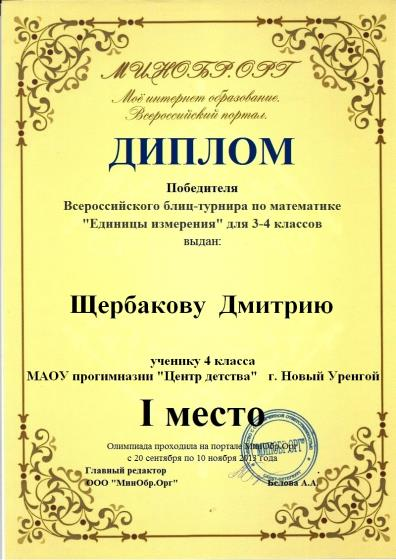 МИНОБР.ОРГ
Моё интернет образование.
Всероссийский портал.
ДИПЛОМ
Победителя
Всероссийского блиц-турнира по математике
"Единицы измерения" для 3-4 классов
выдан:
Щербакову Дмитрию
ученику 4 класса
МАОУ прогимназии "Центр детства" г. Новый Уренгой
I место
Олимпиада проходила на портале МинОбр.Орг
с 20 сентября по 10 ноября 2013 года
Главный редактор
ООО "МинОбр.Орг" Белова А.А.
"МИНОБР.ОРГ"